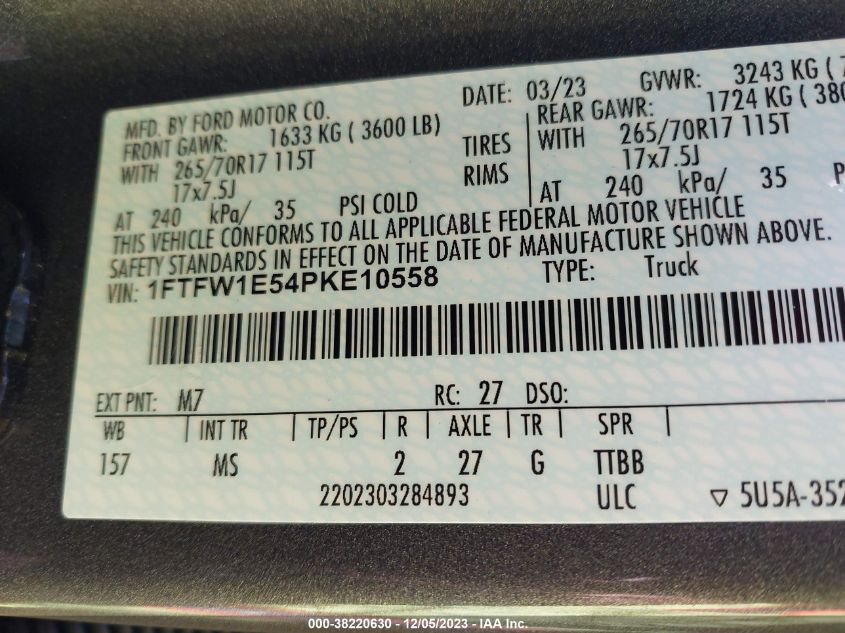 MFD. BY FORD MOTOR CO.
DATE: 03/23 GVWR: 3243 KG (
FRONT GAWR: 1633 KG ( 3600 LB)
REAR GAWR: 1724 KG ( 380
WITH 265/70R17 115T TIRES WITH 265/70R17 115T
17x7.5J RIMS 17x7.5J
AT 240 kPa/ 35 PSI COLD AT 240 kPa/ 35 P
THIS VEHICLE CONFORMS TO ALL APPLICABLE FEDERAL MOTOR VEHICLE
SAFETY STANDARDS IN EFFECT ON THE DATE OF MANUFACTURE SHOWN ABOVE.
VIN: 1FTFW1E54PKE10558 TYPE: Truck
EXT PNT: M7 RC: 27 DSO:
WB INT TR TP/PS R AXLE TR SPR
157 MS 2 27 G TTBB
2202303284893 ULC ▽ 5U5A-352
000-38220630 - 12/05/2023 - IAA Inc.